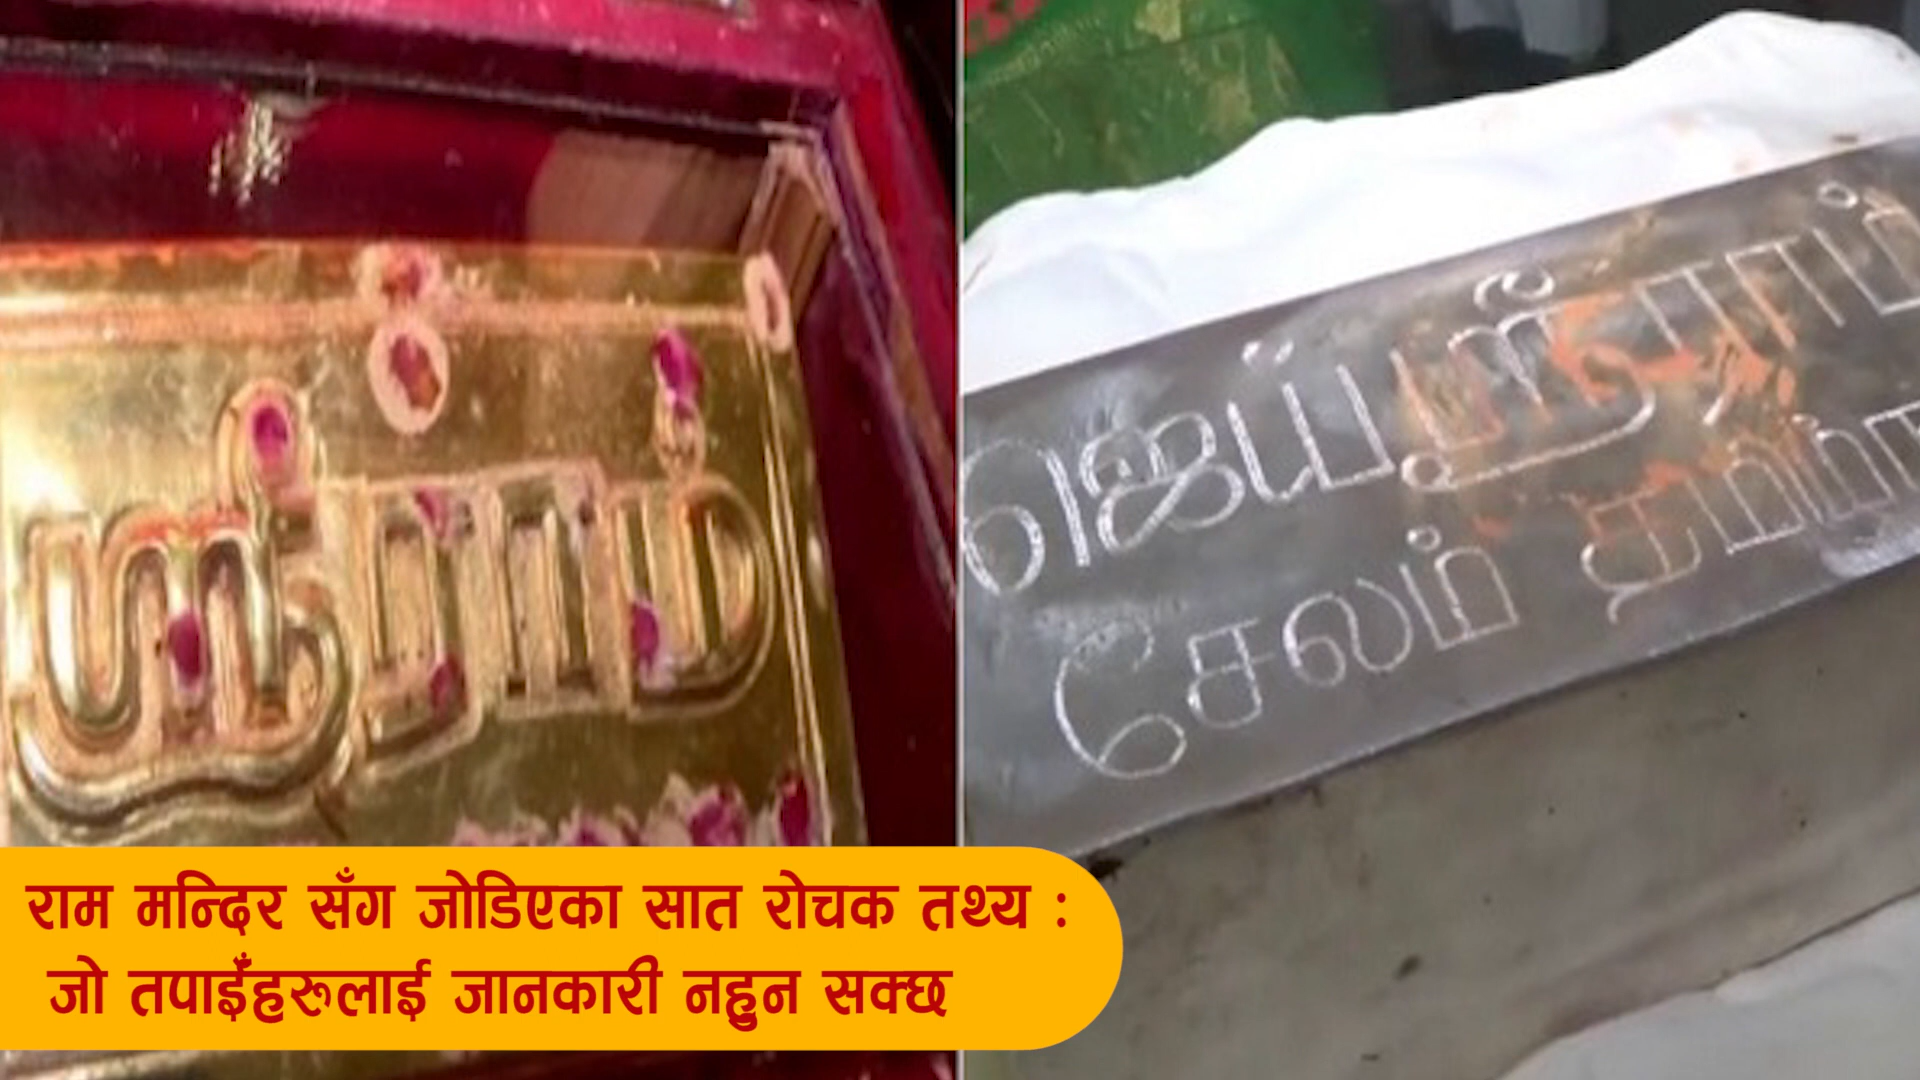 ஸ்ரீராம்
ஜெய் ஸ்ரீ ராம்
சேலம்
राम मन्दिर सँग जोडिएका सात रोचक तथ्य :
जो तपाईँहरूलाई जानकारी नहुन सक्छ